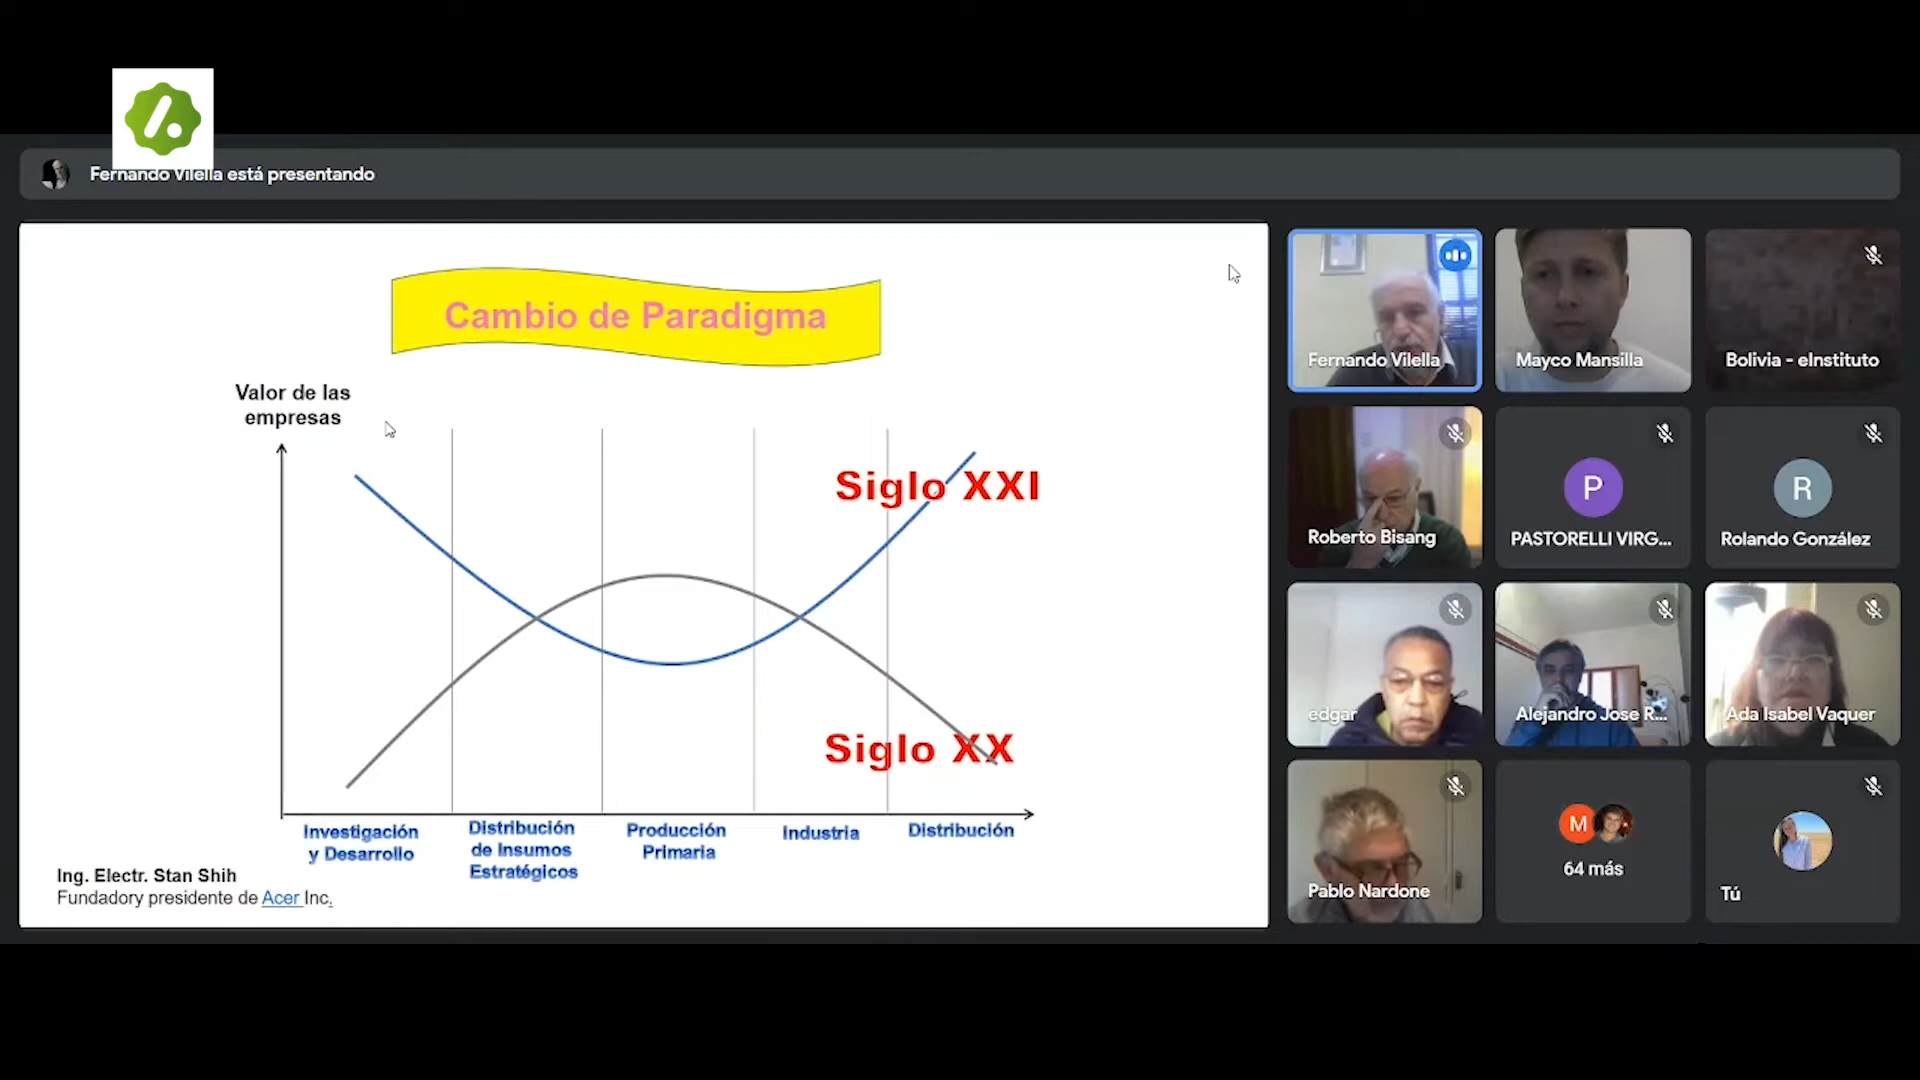 Fernando Vilella está presentando
Cambio de Paradigma
Valor de las
empresas
Siglo XXI
Siglo XX
Investigación
y Desarrollo
Distribución
de Insumos
Estratégicos
Producción
Primaria
Industria
Distribución
Ing. Electr. Stan Shih
Fundadory presidente de Acer Inc.
Fernando Vilella
Mayco Mansilla
Bolivia - eInstituto
Roberto Bisang
P
PASTORELLI VIRG...
R
Rolando González
edgar
Alejandro Jose R...
Ada Isabel Vaquer
Pablo Nardone
M
64 más
Tú